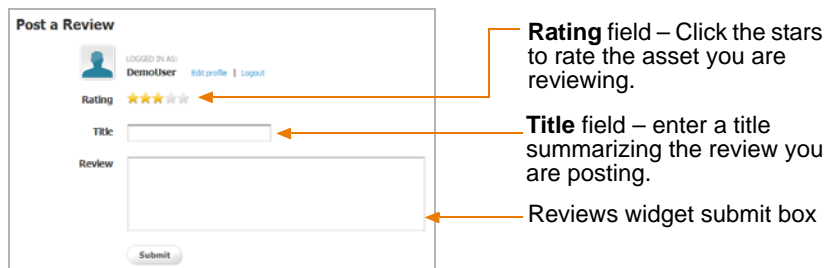 Post a Review
LOGGED IN AS:
DemoUser Edit profile | Logout
Rating
Title
Review
Submit
Rating field – Click the stars
to rate the asset you are
reviewing.
Title field – enter a title
summarizing the review you
are posting.
Reviews widget submit box